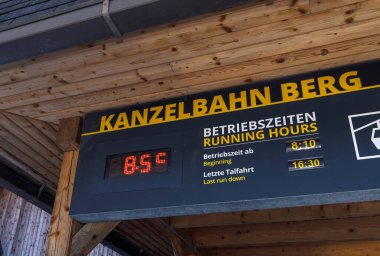 KANZELBAHN BERG
BETRIEBSZEITEN
RUNNING HOURS
Betriebszeit ab 8:10
Beginning
Letzte Talfahrt 16:30
Last run down
8.5°C